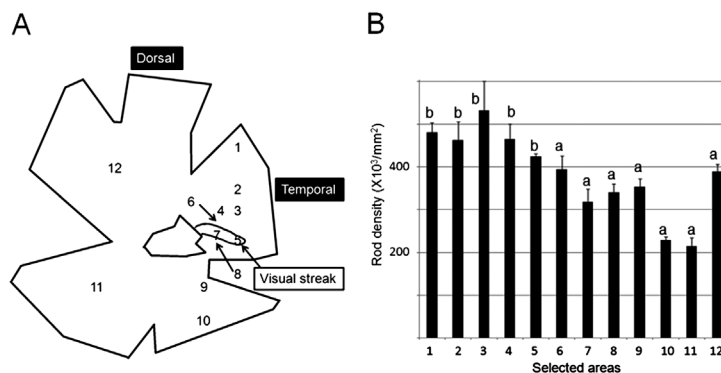 A
Dorsal
12
1
Temporal
2
6
4
3
7
5
Visual streak
8
9
11
10
B
Rod density (X10³/mm²)
400
200
b
b
b
b
b
a
a
a
a
a
a
a
1 2 3 4 5 6 7 8 9 10 11 12
Selected areas